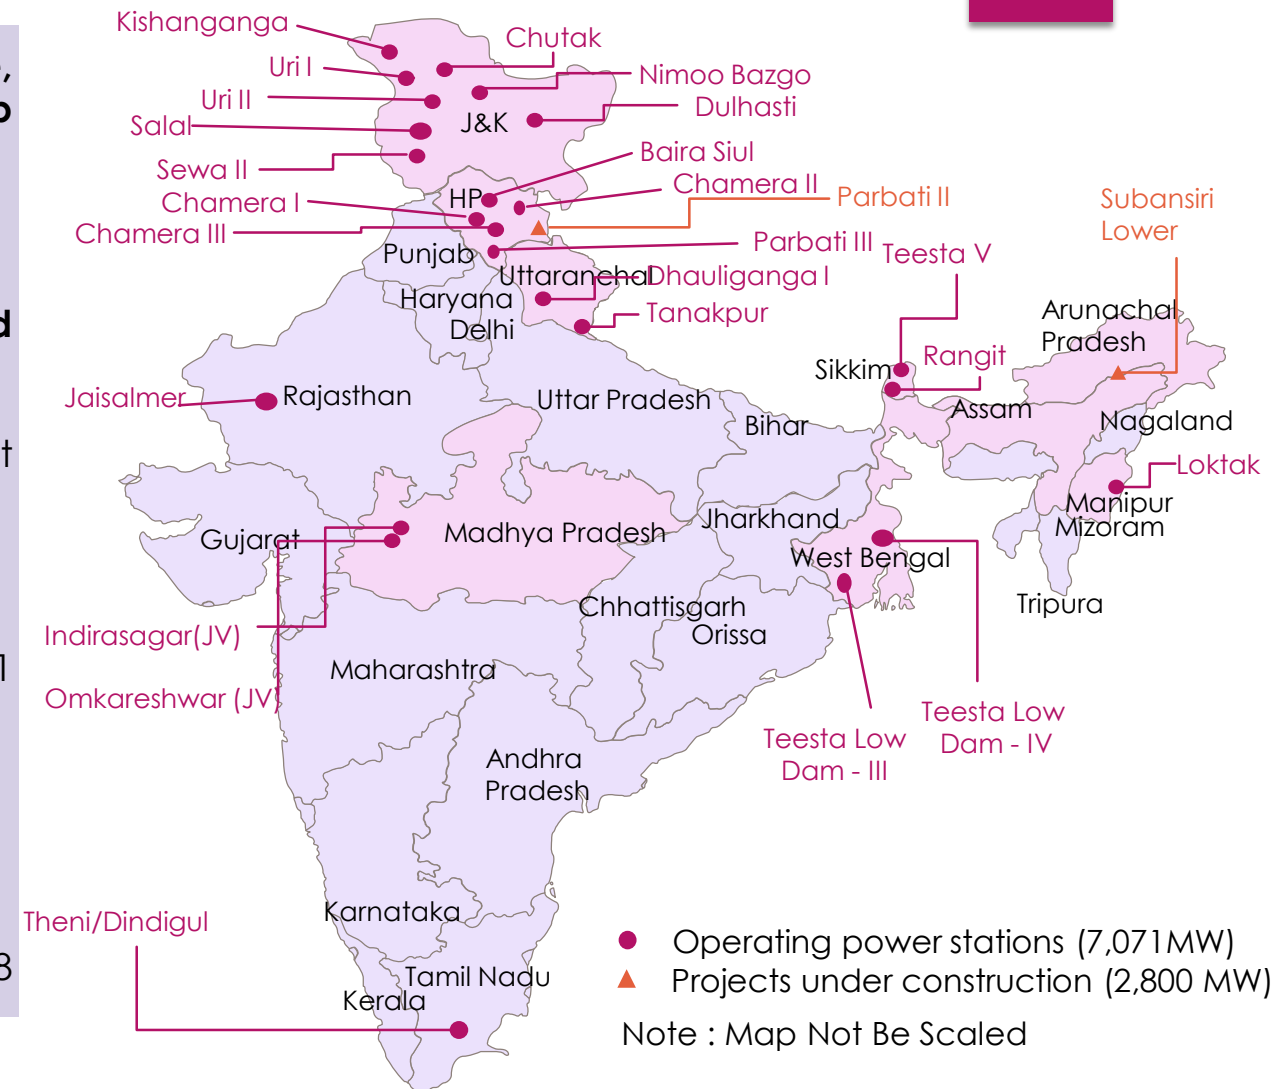 ,
Kishanganga
Chutak
Uri I
Nimoo Bazgo
Uri II
Dulhasti
Salal
J&K
Sewa II
Baira Siul
Chamera II
HP
Chamera I
Parbati II
Subansiri
Lower
Chamera III
Parbati III
Teesta V
Punjab
Uttaranchal
Dhauliganga I
Haryana
Delhi
Tanakpur
Arunachal
Pradesh
Sikkim
Rangit
d
Jaisalmer
Rajasthan
Uttar Pradesh
Bihar
Assam
Nagaland
t
Loktak
Manipur
Mizoram
Tripura
Gujarat
Madhya Pradesh
Jharkhand
West Bengal
Chhattisgarh
Orissa
Indirasagar(JV)
Omkareshwar (JV)
Maharashtra
Teesta Low
Dam - III
Teesta Low
Dam - IV
Andhra
Pradesh
Karnataka
Theni/Dindigul
Tamil Nadu
Kerala
8
Operating power stations (7,071MW)
Projects under construction (2,800 MW)
Note : Map Not Be Scaled